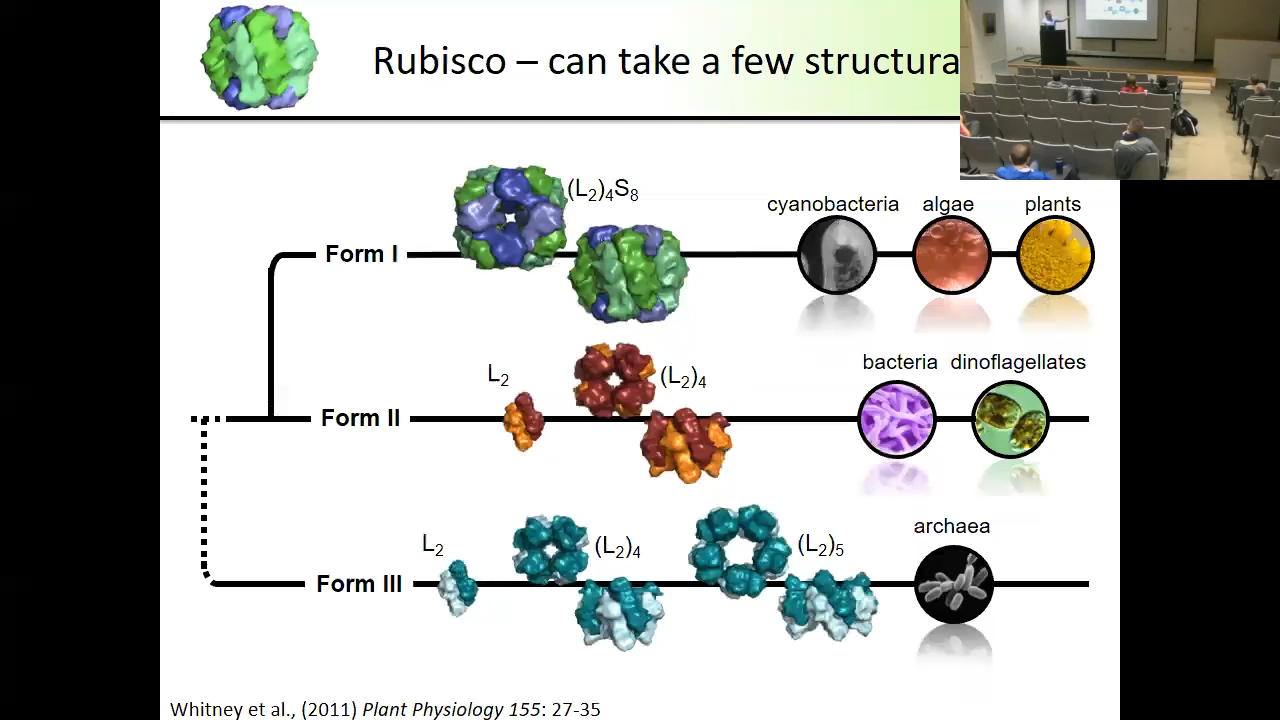 Rubisco – can take a few structura
(L2)4S8
cyanobacteria algae plants
Form I
bacteria dinoflagellates
L2
(L2)4
Form II
archaea
L2
(L2)4
(L2)5
Form III
Whitney et al., (2011) Plant Physiology 155: 27-35